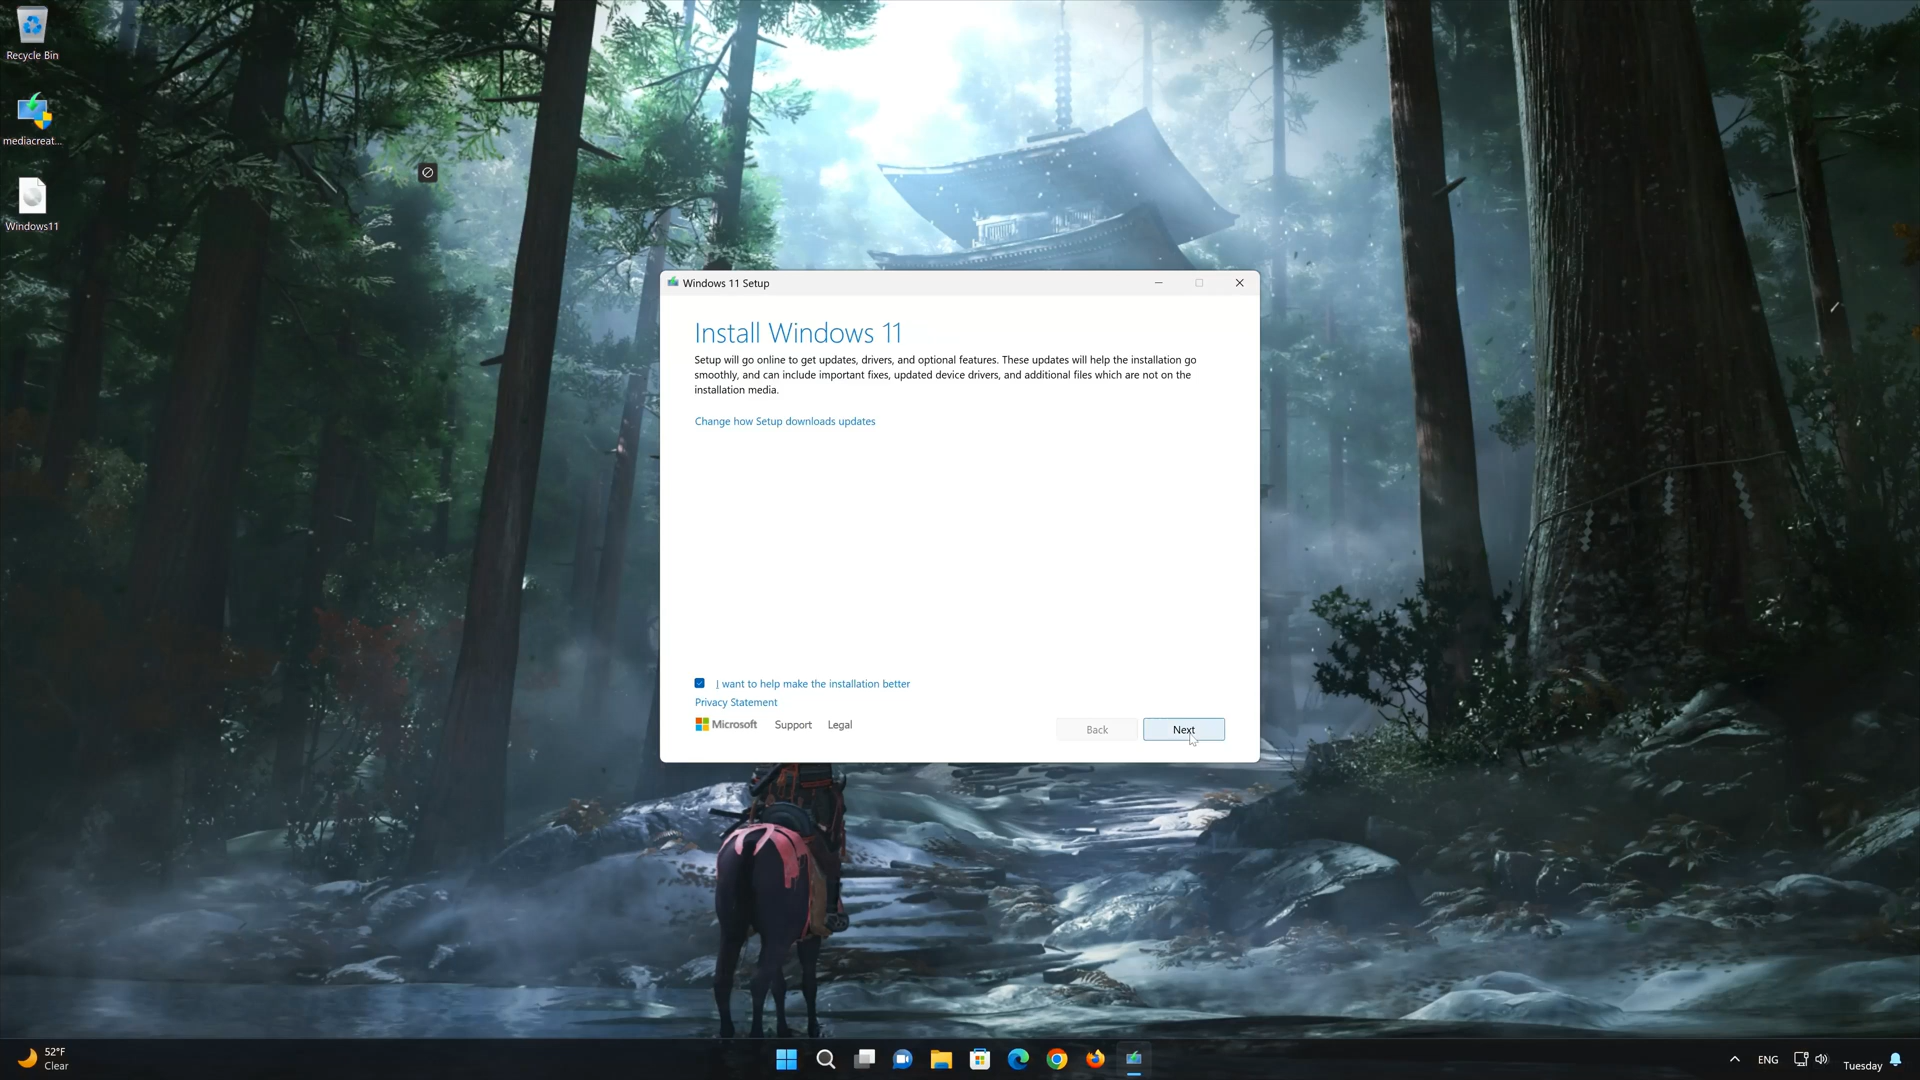 Recycle Bin
mediacreat...
Windows11
Windows 11 Setup
Install Windows 11
Setup will go online to get updates, drivers, and optional features. These updates will help the installation go
smoothly, and can include important fixes, updated device drivers, and additional files which are not on the
installation media.
Change how Setup downloads updates
I want to help make the installation better
Privacy Statement
Microsoft Support Legal
Back Next
52°F
Clear
ENG
Tuesday